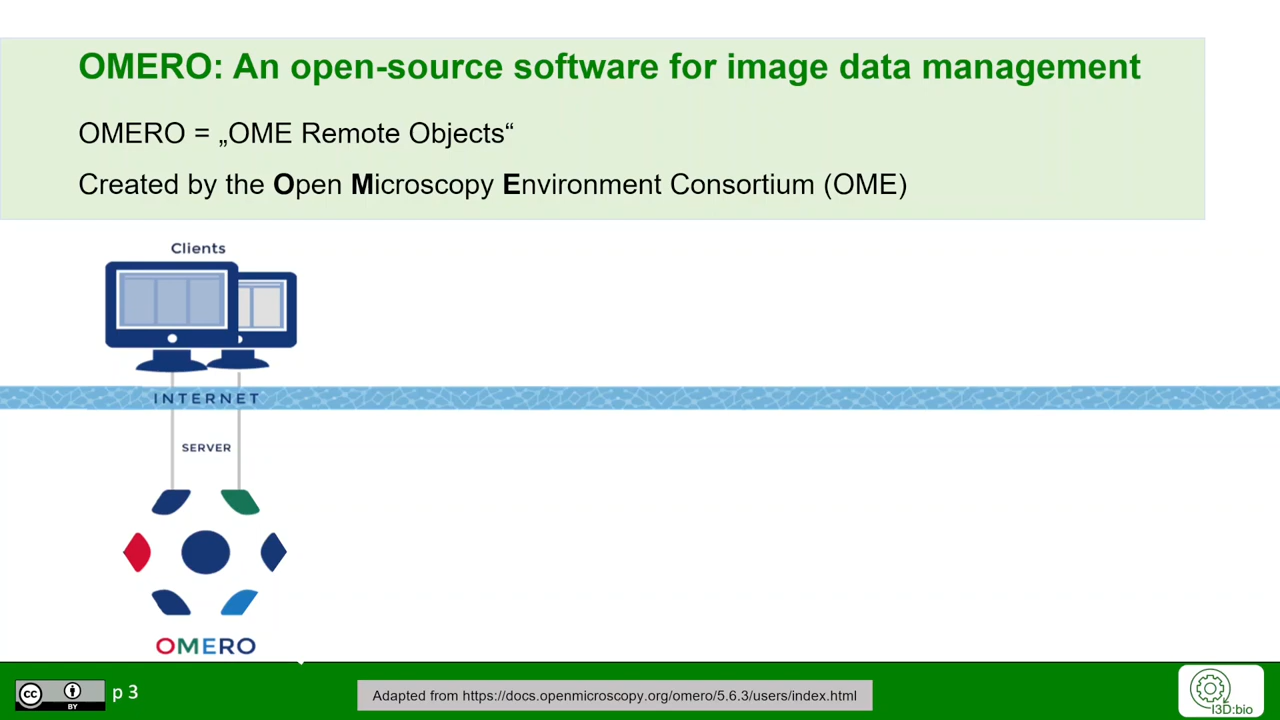 OMERO: An open-source software for image data management
OMERO = „OME Remote Objects“
Created by the Open Microscopy Environment Consortium (OME)
Clients
INTERNET
SERVER
OMERO
cc BY
p 3
Adapted from https://docs.openmicroscopy.org/omero/5.6.3/users/index.html
I3D:bio